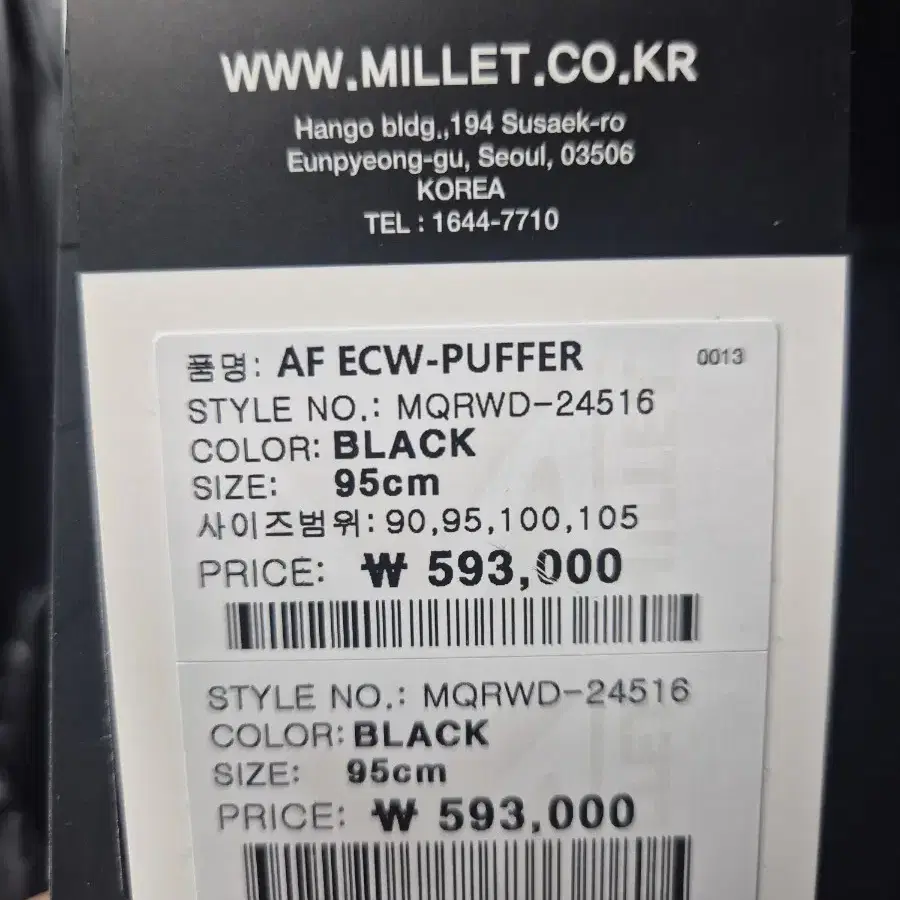 WWW.MILLET.CO.KR
Hango bldg.,194 Susaek-ro
Eunpyeong-gu, Seoul, 03506
KOREA
TEL : 1644-7710
품명: AF ECW-PUFFER 0013
STYLE NO.: MQRWD-24516
COLOR: BLACK
SIZE: 95cm
사이즈범위: 90,95,100,105
PRICE: ₩ 593,000
STYLE NO.: MQRWD-24516
COLOR: BLACK
SIZE: 95cm
PRICE: ₩ 593,000